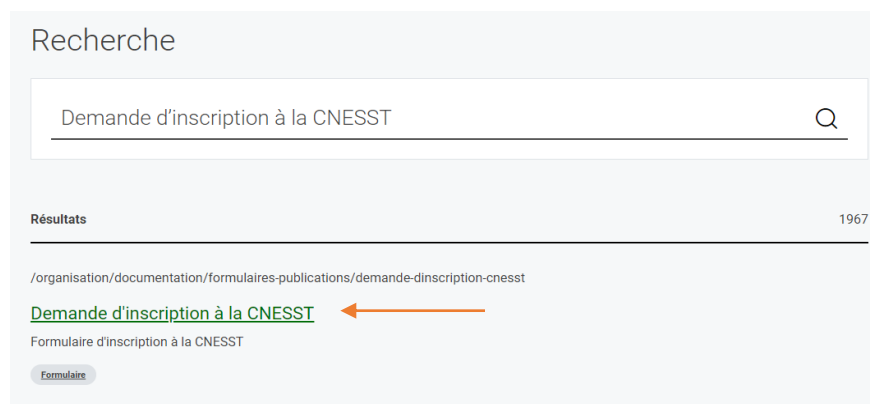 Recherche
Demande d’inscription à la CNESST
Résultats 1967
/organisation/documentation/formulaires-publications/demande-dinscription-cnesst
Demande d'inscription à la CNESST
Formulaire d'inscription à la CNESST
Formulaire